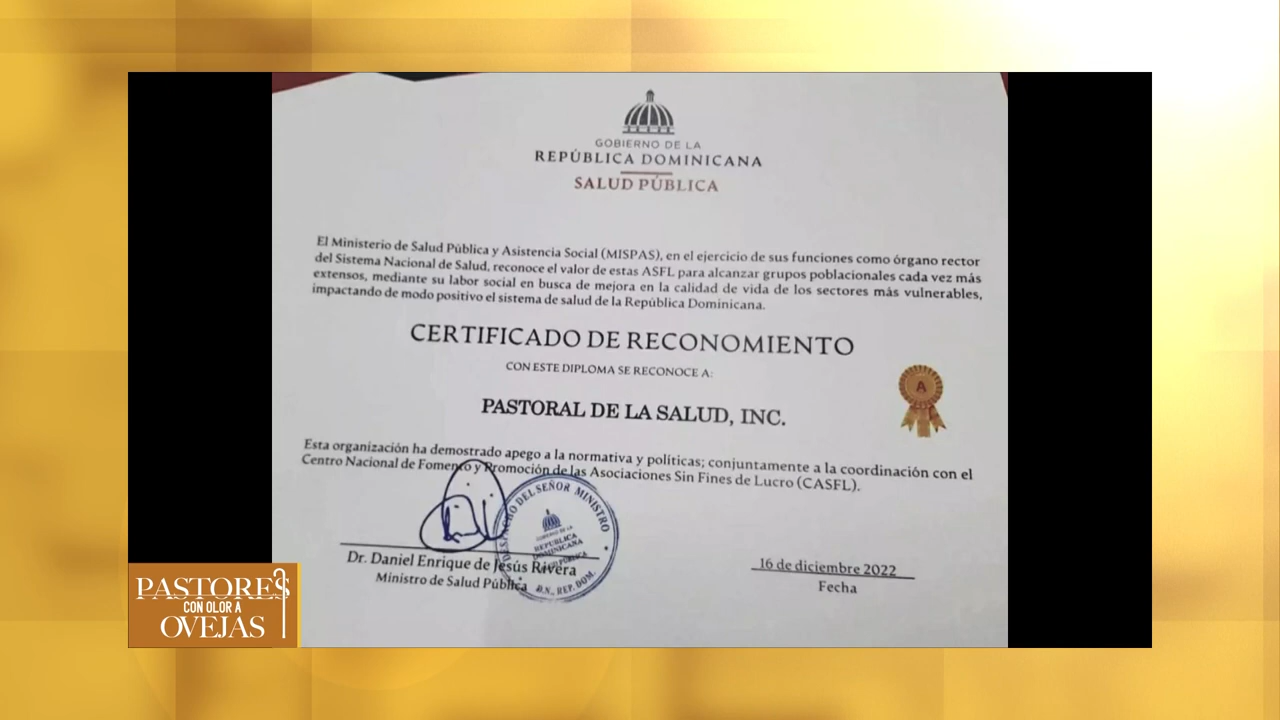 GOBIERNO DE LA
REPÚBLICA DOMINICANA
SALUD PÚBLICA
El Ministerio de Salud Pública y Asistencia Social (MISPAS), en el ejercicio de sus funciones como órgano rector
del Sistema Nacional de Salud, reconoce el valor de estas ASFL para alcanzar grupos poblacionales cada vez más
extensos, mediante su labor social en busca de mejora en la calidad de vida de los sectores más vulnerables,
impactando de modo positivo el sistema de salud de la República Dominicana.
CERTIFICADO DE RECONOMIENTO
CON ESTE DIPLOMA SE RECONOCE A:
PASTORAL DE LA SALUD, INC.
A
Esta organización ha demostrado apego a la normativa y políticas; conjuntamente a la coordinación con el
Centro Nacional de Fomento y Promoción de las Asociaciones Sin Fines de Lucro (CASFL).
DESPACHO DEL SEÑOR MINISTRO
GOBIERNO DE LA
REPÚBLICA
DOMINICANA
D.N., REP. DOM.
Dr. Daniel Enrique de Jesús Rivera
Ministro de Salud Pública
16 de diciembre 2022
Fecha
PASTORES
CON OLOR A
OVEJAS